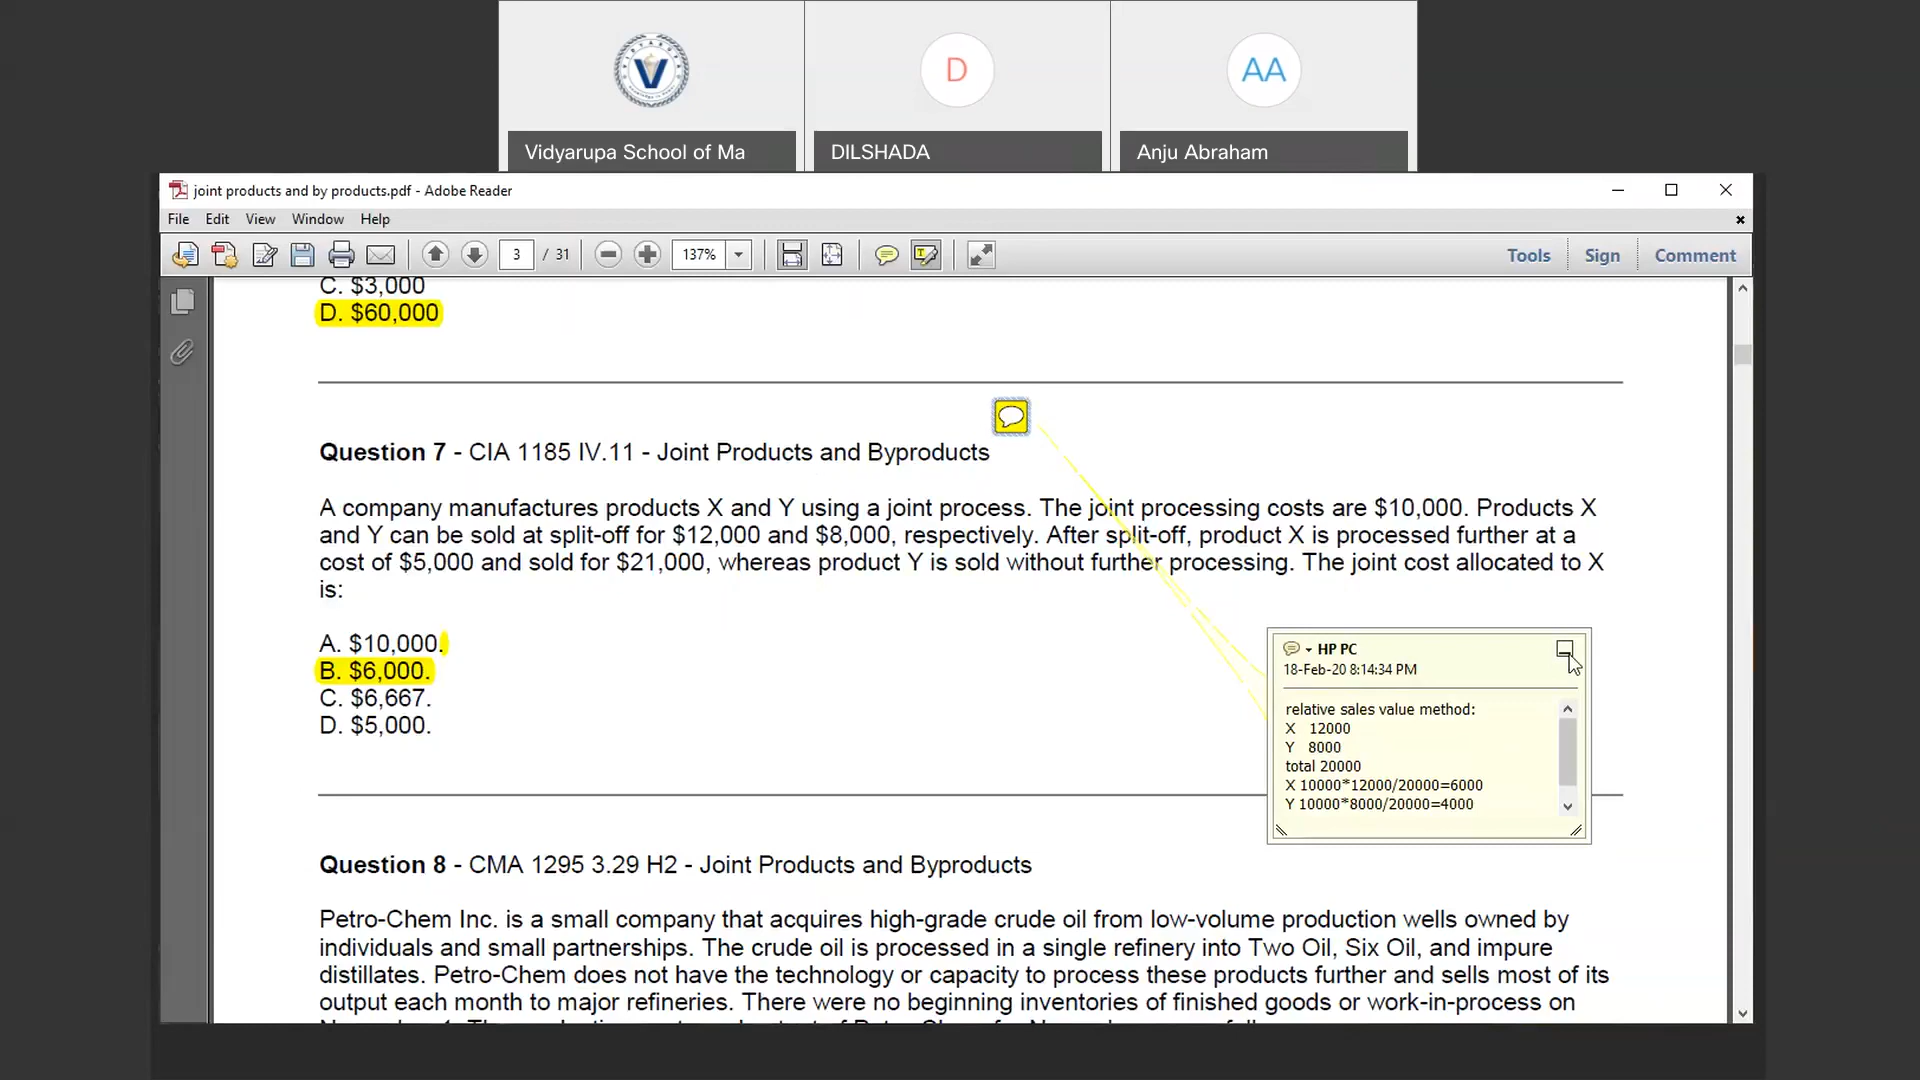 V
D
AA
Vidyarupa School of Ma
DILSHADA
Anju Abraham
joint products and by products.pdf - Adobe Reader
File Edit View Window Help
3 / 31
137%
Tools Sign Comment
C. $3,000
D. $60,000
Question 7 - CIA 1185 IV.11 - Joint Products and Byproducts
A company manufactures products X and Y using a joint process. The joint processing costs are $10,000. Products X
and Y can be sold at split-off for $12,000 and $8,000, respectively. After split-off, product X is processed further at a
cost of $5,000 and sold for $21,000, whereas product Y is sold without further processing. The joint cost allocated to X
is:
A. $10,000.
B. $6,000.
C. $6,667.
D. $5,000.
HP PC
18-Feb-20 8:14:34 PM
relative sales value method:
X 12000
Y 8000
total 20000
X 10000*12000/20000=6000
Y 10000*8000/20000=4000
Question 8 - CMA 1295 3.29 H2 - Joint Products and Byproducts
Petro-Chem Inc. is a small company that acquires high-grade crude oil from low-volume production wells owned by
individuals and small partnerships. The crude oil is processed in a single refinery into Two Oil, Six Oil, and impure
distillates. Petro-Chem does not have the technology or capacity to process these products further and sells most of its
output each month to major refineries. There were no beginning inventories of finished goods or work-in-process on